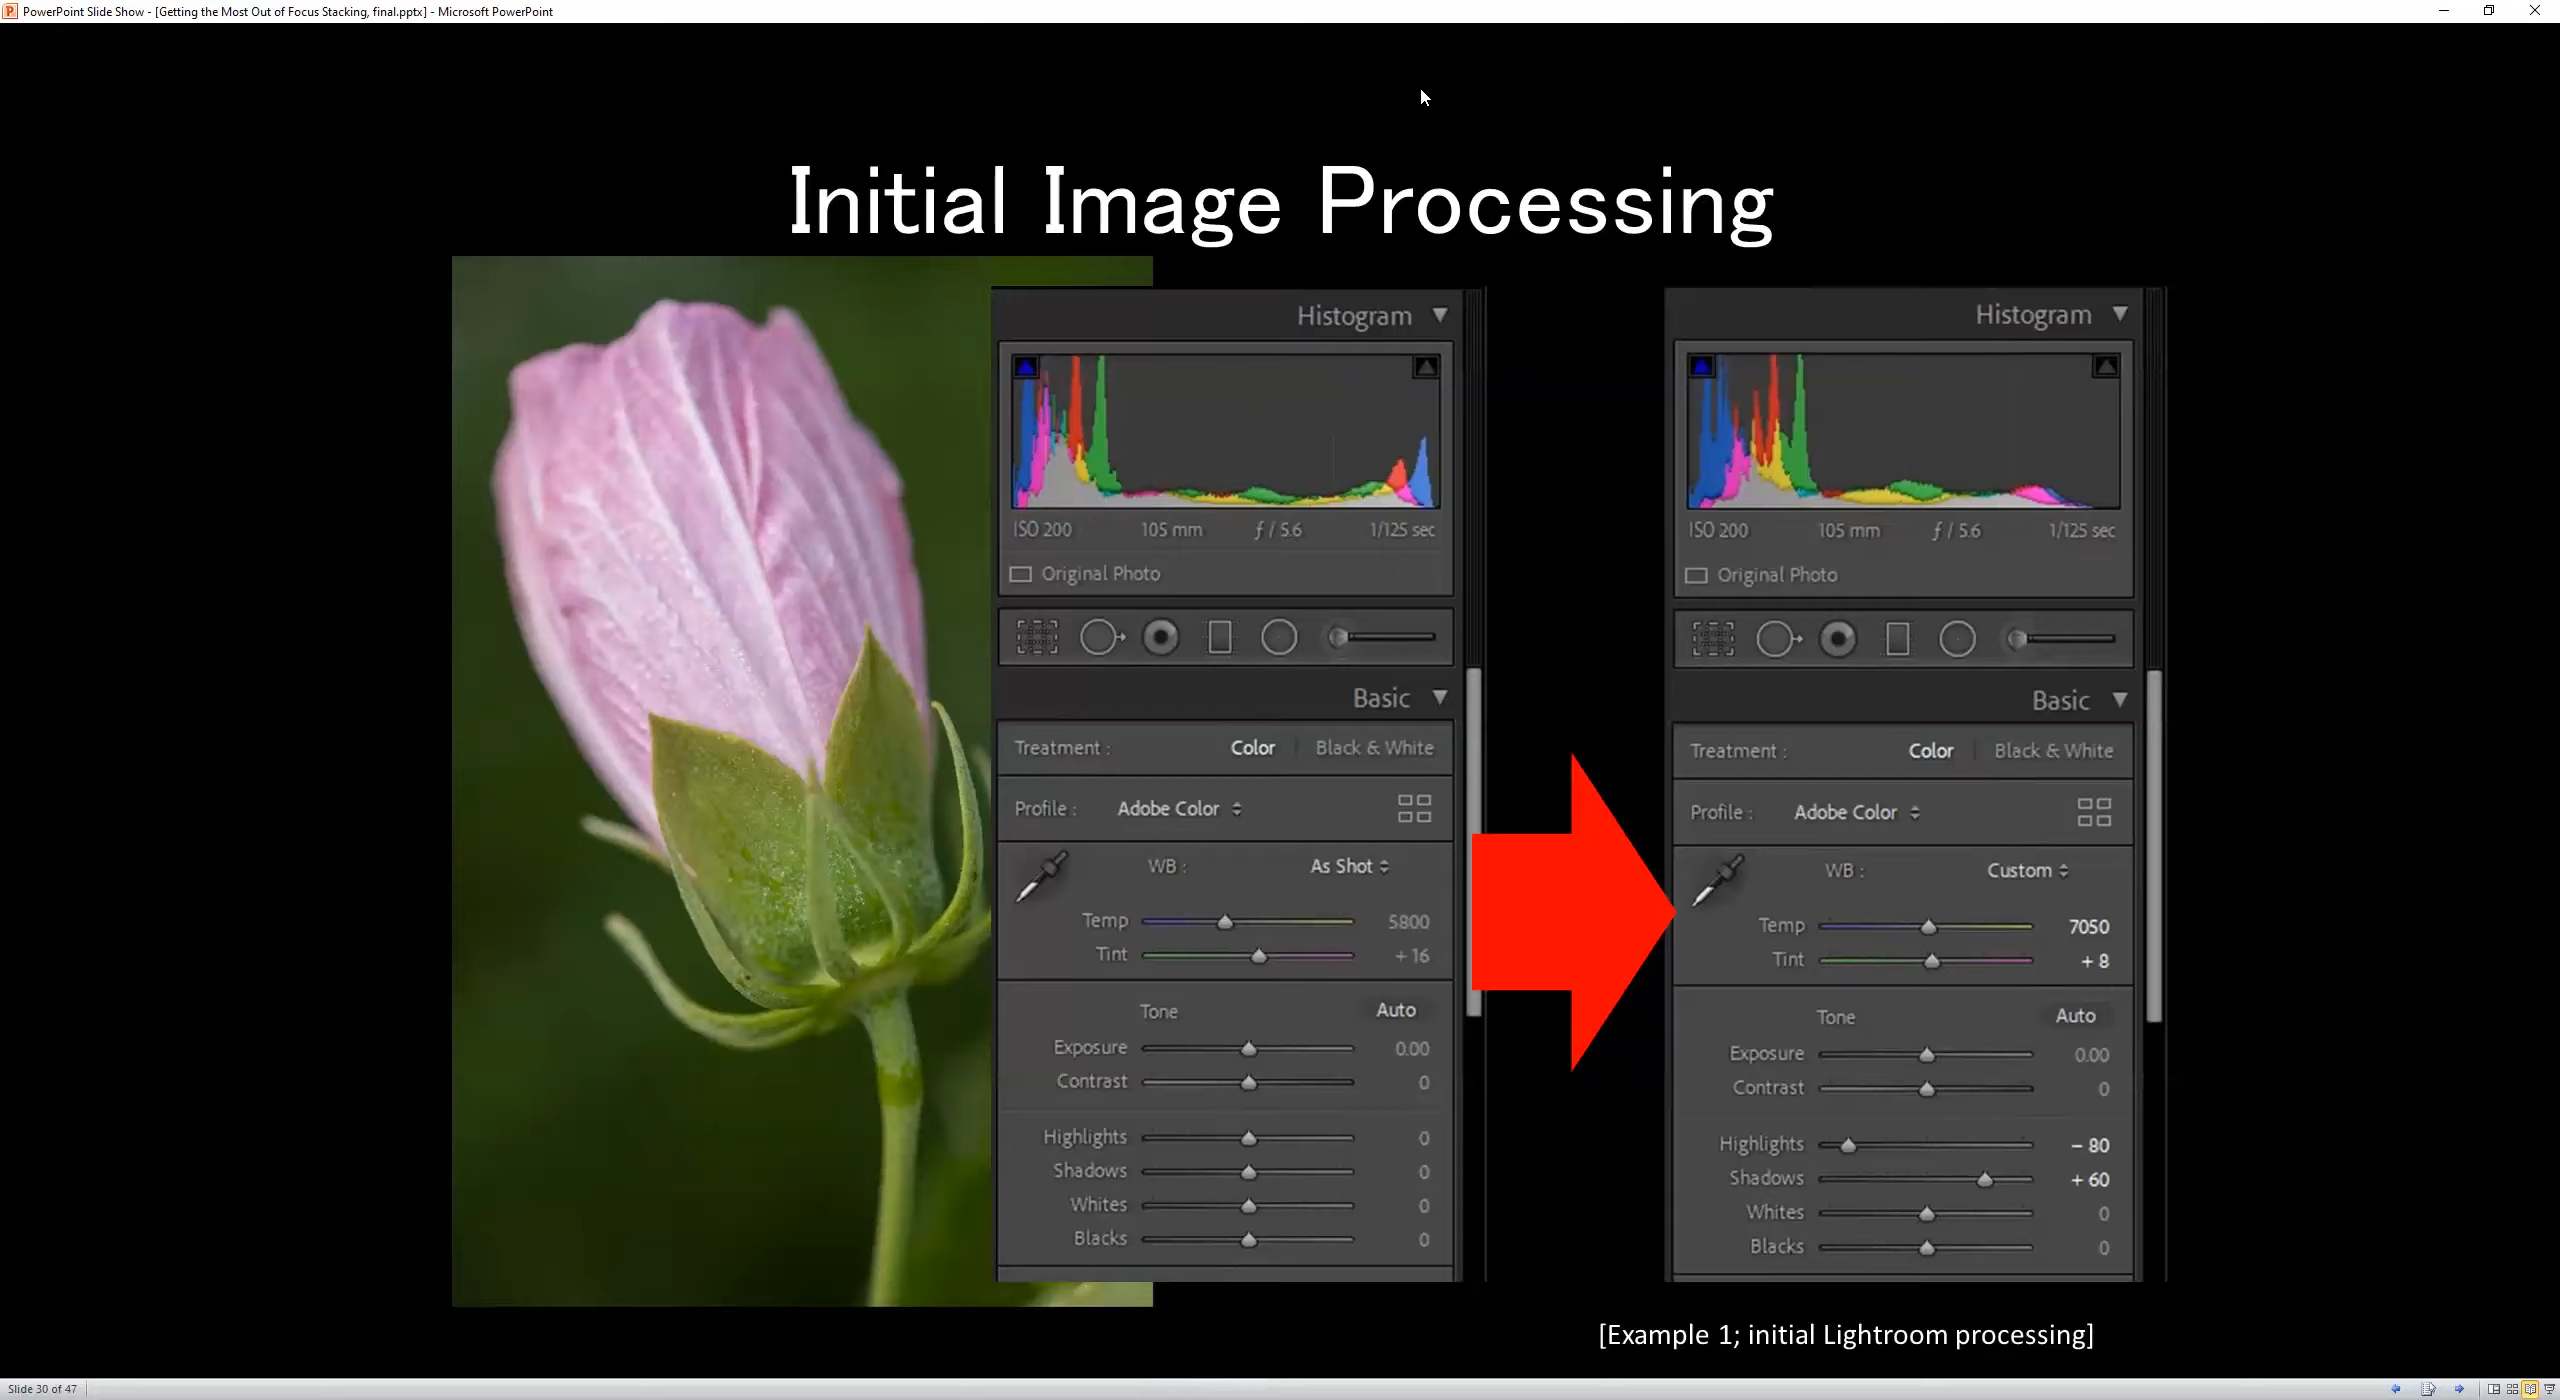 PowerPoint Slide Show - [Getting the Most Out of Focus Stacking, final.pptx] - Microsoft PowerPoint
Initial Image Processing
Histogram
ISO 200 105 mm ƒ / 5.6 1/125 sec
Original Photo
Basic
Treatment : Color Black & White
Profile : Adobe Color
WB : As Shot
Temp 5800
Tint + 16
Tone Auto
Exposure 0.00
Contrast 0
Highlights 0
Shadows 0
Whites 0
Blacks 0
Histogram
ISO 200 105 mm ƒ / 5.6 1/125 sec
Original Photo
Basic
Treatment : Color Black & White
Profile : Adobe Color
WB : Custom
Temp 7050
Tint + 8
Tone Auto
Exposure 0.00
Contrast 0
Highlights − 80
Shadows + 60
Whites 0
Blacks 0
[Example 1; initial Lightroom processing]
Slide 30 of 47